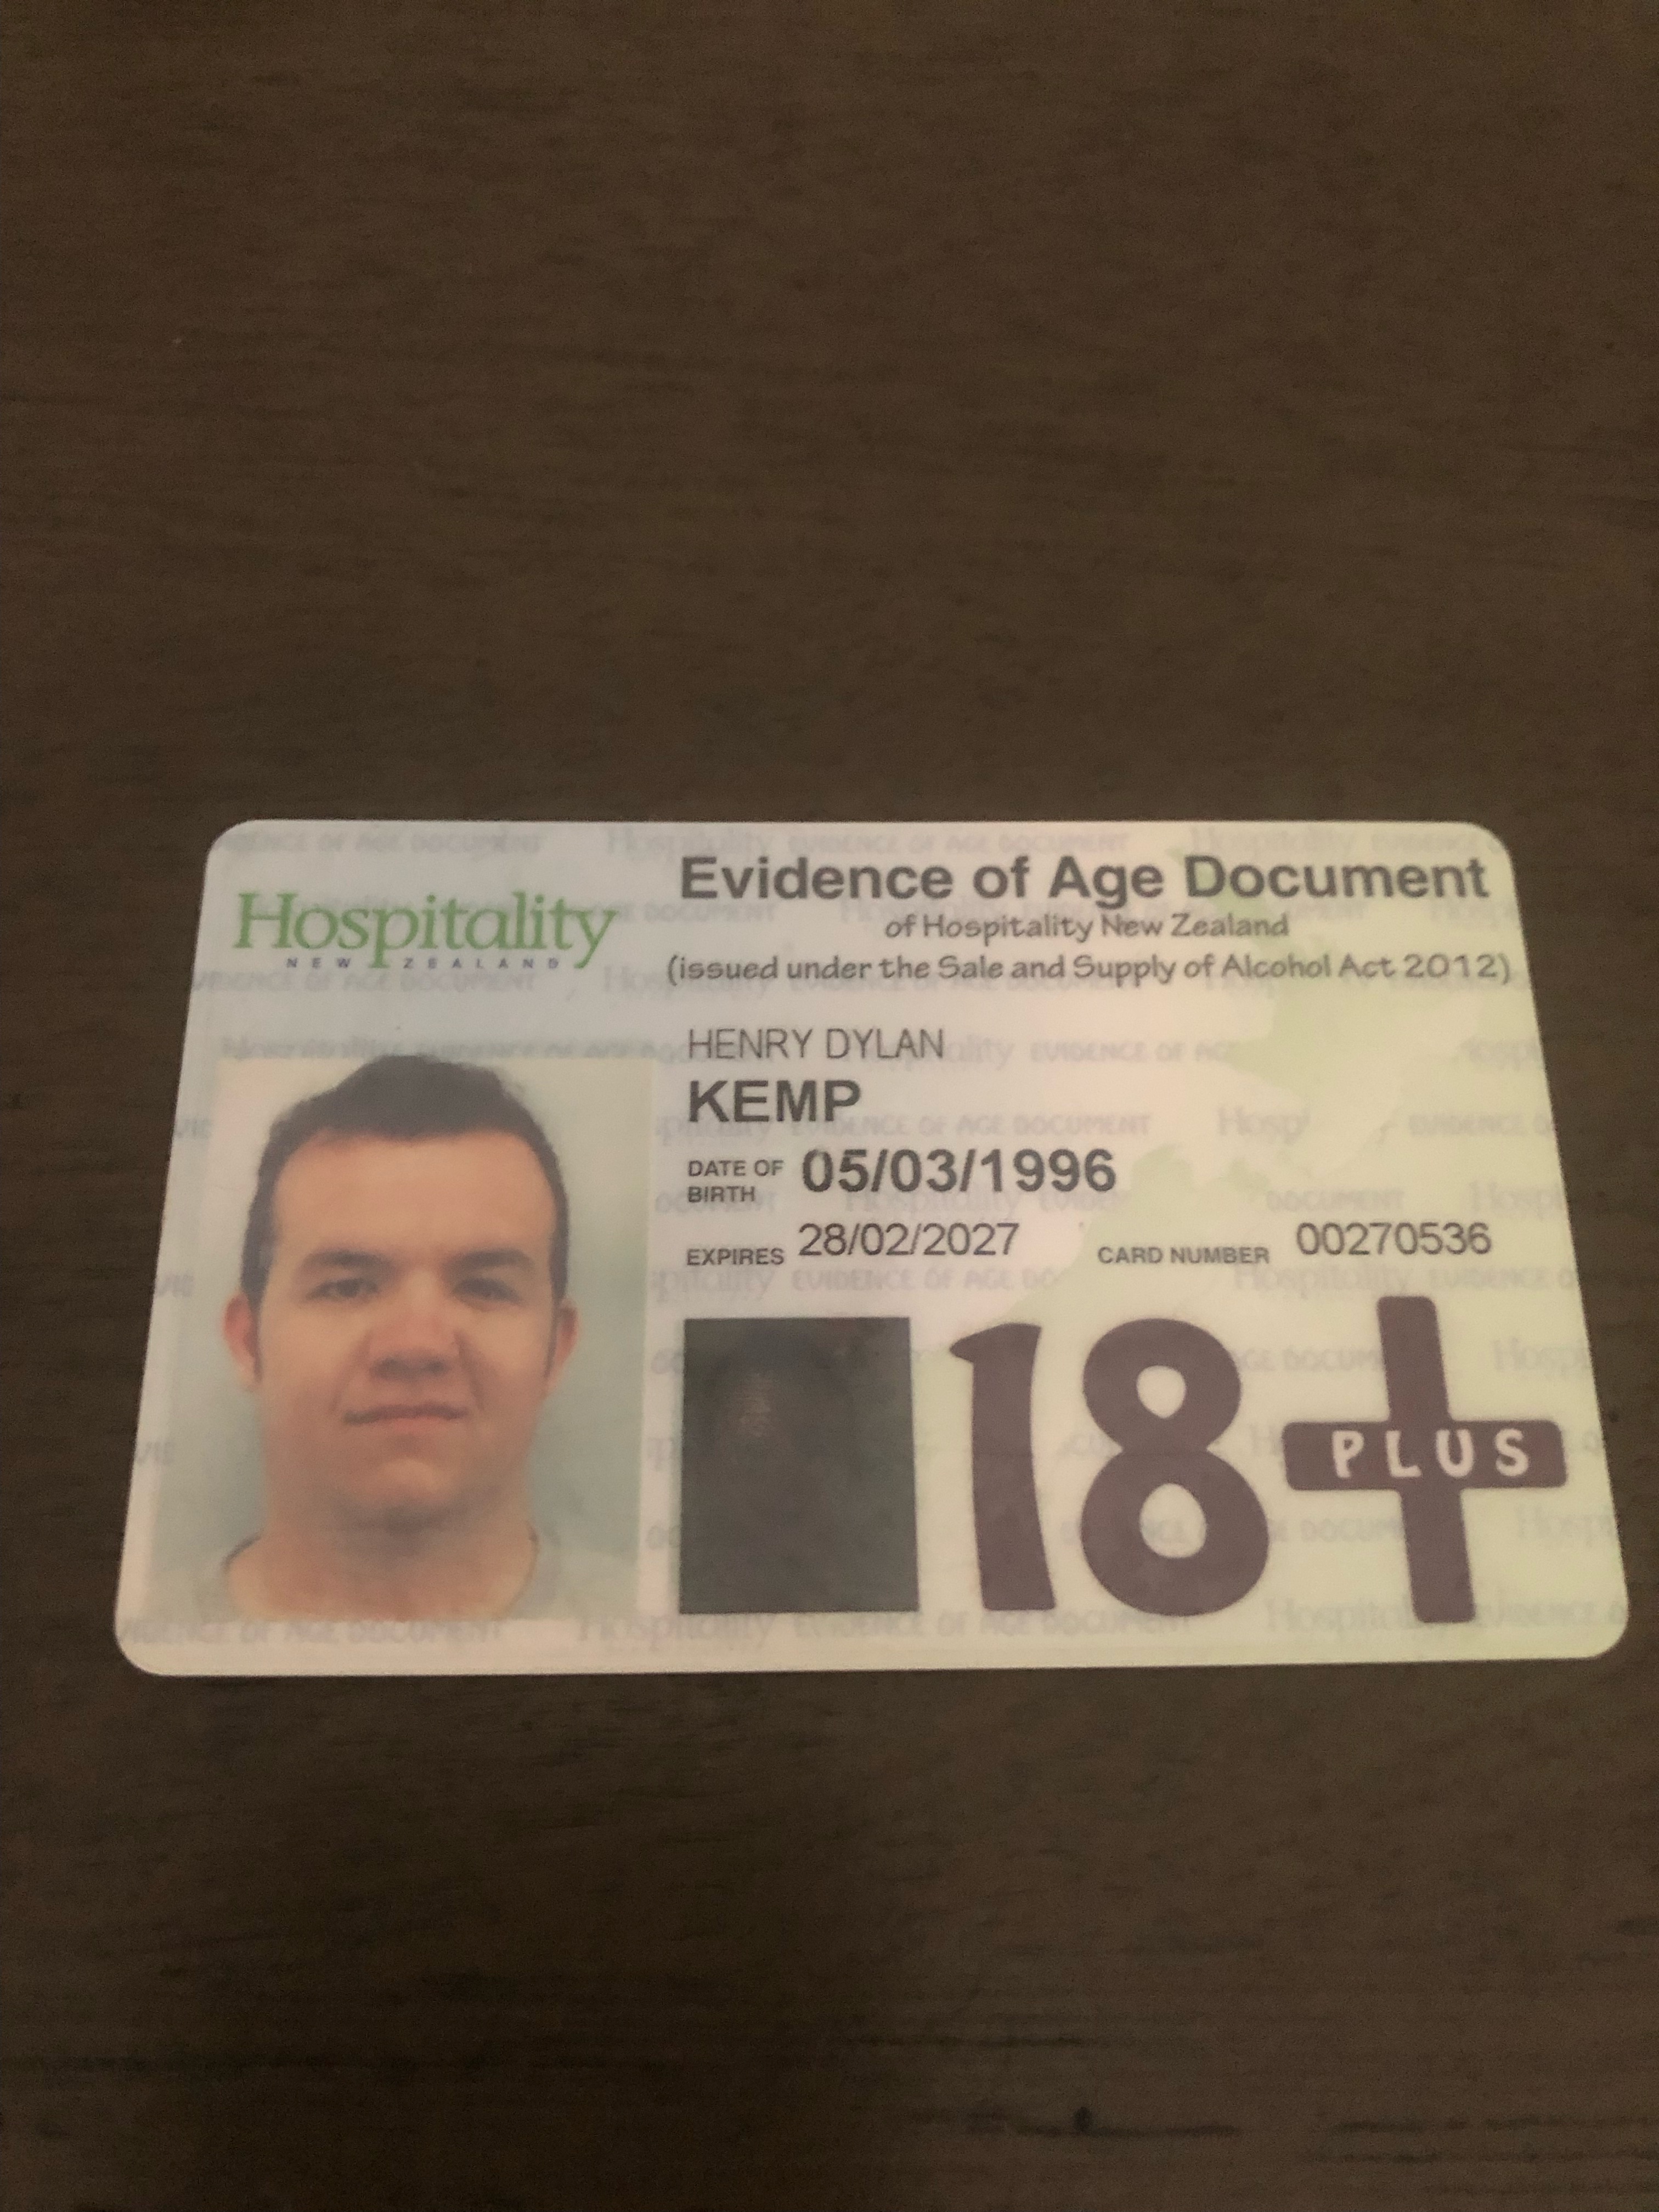 Hospitality
NEW ZEALAND
Evidence of Age Document
of Hospitality New Zealand
(issued under the Sale and Supply of Alcohol Act 2012)
HENRY DYLAN
KEMP
DATE OF BIRTH 05/03/1996
EXPIRES 28/02/2027 CARD NUMBER 00270536
18+
PLUS